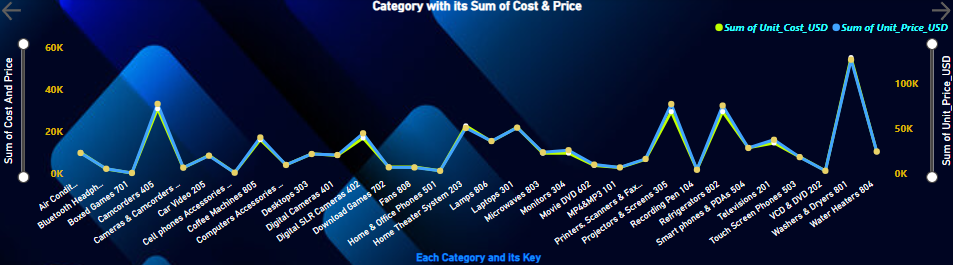 Category with its Sum of Cost & Price
Sum of Unit_Cost_USD
Sum of Unit_Price_USD
Sum of Cost And Price
60K
40K
20K
0K
100K
50K
0K
Sum of Unit_Price_USD
Air Condi...
Bluetooth Headph...
Boxed Games 701
Camcorders 405
Cameras & Camcorders ...
Car Video 205
Cell phones Accessories ...
Coffee Machines 805
Computers Accessories ...
Desktops 303
Digital Cameras 401
Digital SLR Cameras 402
Download Games 702
Fans 808
Home & Office Phones 501
Home Theater System 203
Lamps 806
Laptops 301
Microwaves 803
Monitors 304
Movie DVD 602
MP4&MP3 101
Printers, Scanners & Fax...
Projectors & Screens 305
Recording Pen 104
Refrigerators 802
Smart phones & PDAs 504
Televisions 201
Touch Screen Phones 503
VCD & DVD 202
Washers & Dryers 801
Water Heaters 804
Each Category and its Key